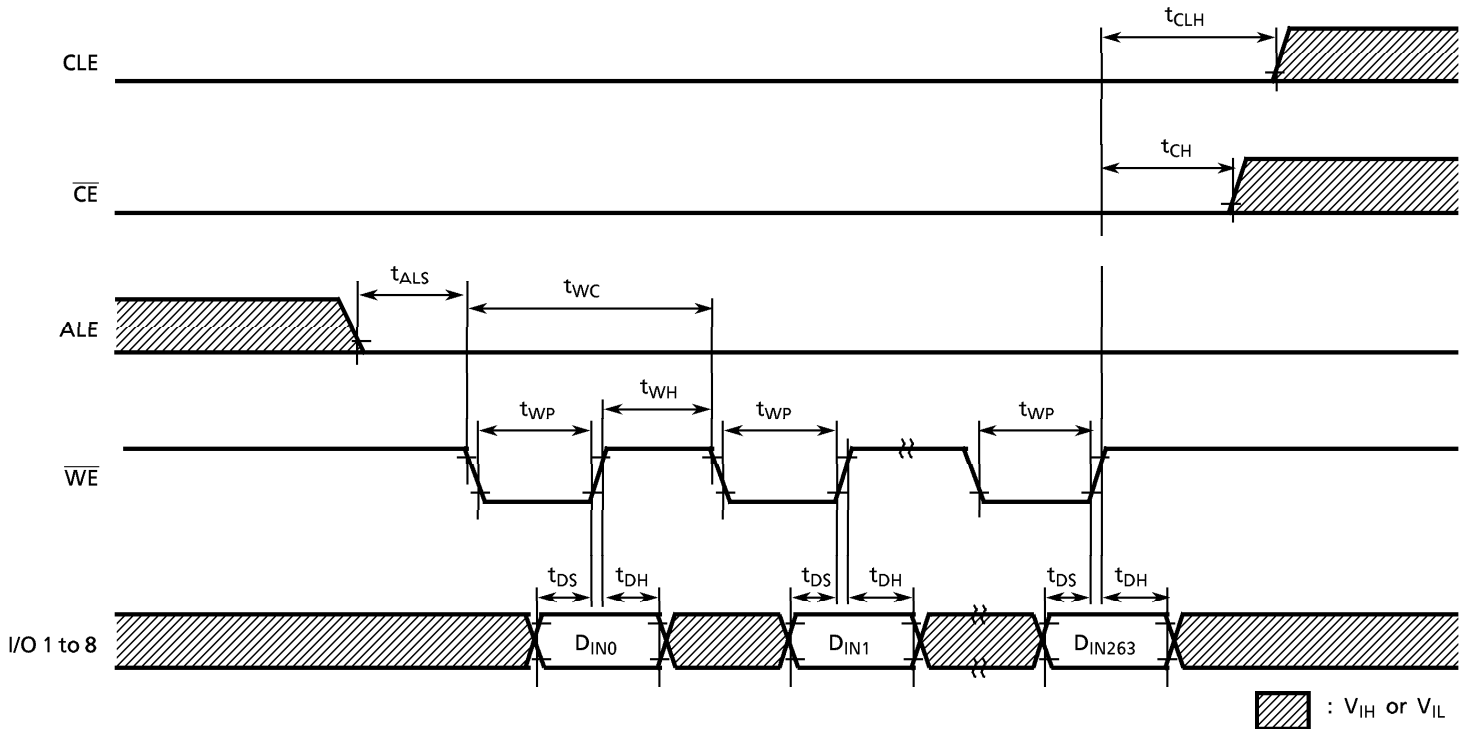 tCLH
CLE
tCH
CE
tALS
tWC
ALE
tWH
tWP
tWP
tWP
WE
tDS
tDH
tDS
tDH
tDS
tDH
I/O 1 to 8
DIN0
DIN1
DIN263
: VIH or VIL